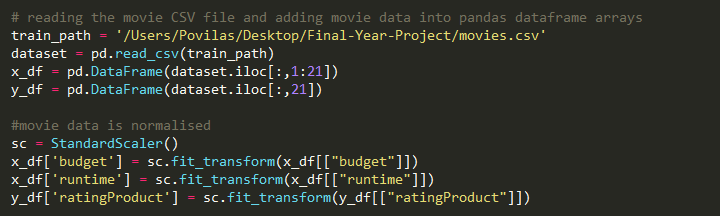 # reading the movie CSV file and adding movie data into pandas dataframe arrays
train_path = '/Users/Povilas/Desktop/Final-Year-Project/movies.csv'
dataset = pd.read_csv(train_path)
x_df = pd.DataFrame(dataset.iloc[:,1:21])
y_df = pd.DataFrame(dataset.iloc[:,21])
#movie data is normalised
sc = StandardScaler()
x_df['budget'] = sc.fit_transform(x_df[["budget"]])
x_df['runtime'] = sc.fit_transform(x_df[["runtime"]])
y_df['ratingProduct'] = sc.fit_transform(y_df[["ratingProduct"]])